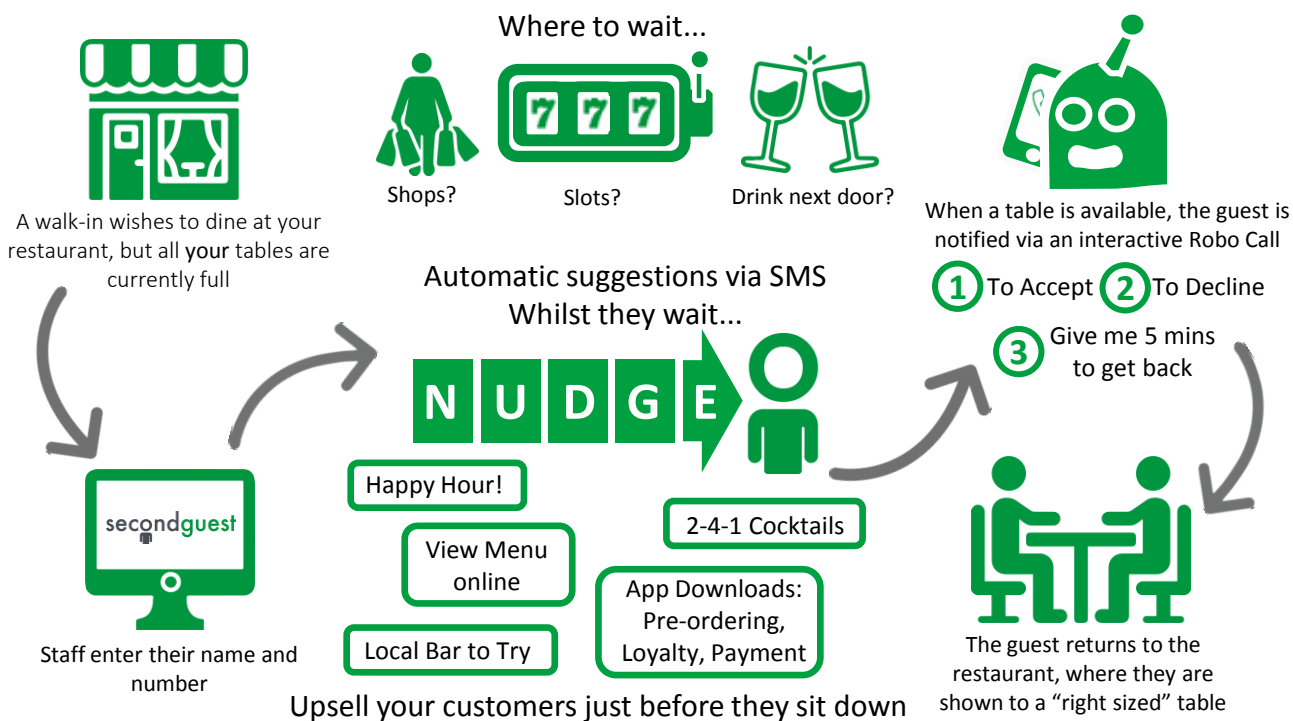 A walk-in wishes to dine at your
restaurant, but all your tables are
currently full
secondguest
Staff enter their name and
number
Where to wait...
7 7 7
Shops?
Slots?
Drink next door?
Automatic suggestions via SMS
Whilst they wait...
N U D G E
Happy Hour!
2-4-1 Cocktails
View Menu
online
App Downloads:
Pre-ordering,
Loyalty, Payment
Local Bar to Try
Upsell your customers just before they sit down
When a table is available, the guest is
notified via an interactive Robo Call
1 To Accept 2 To Decline
3 Give me 5 mins
to get back
The guest returns to the
restaurant, where they are
shown to a “right sized” table